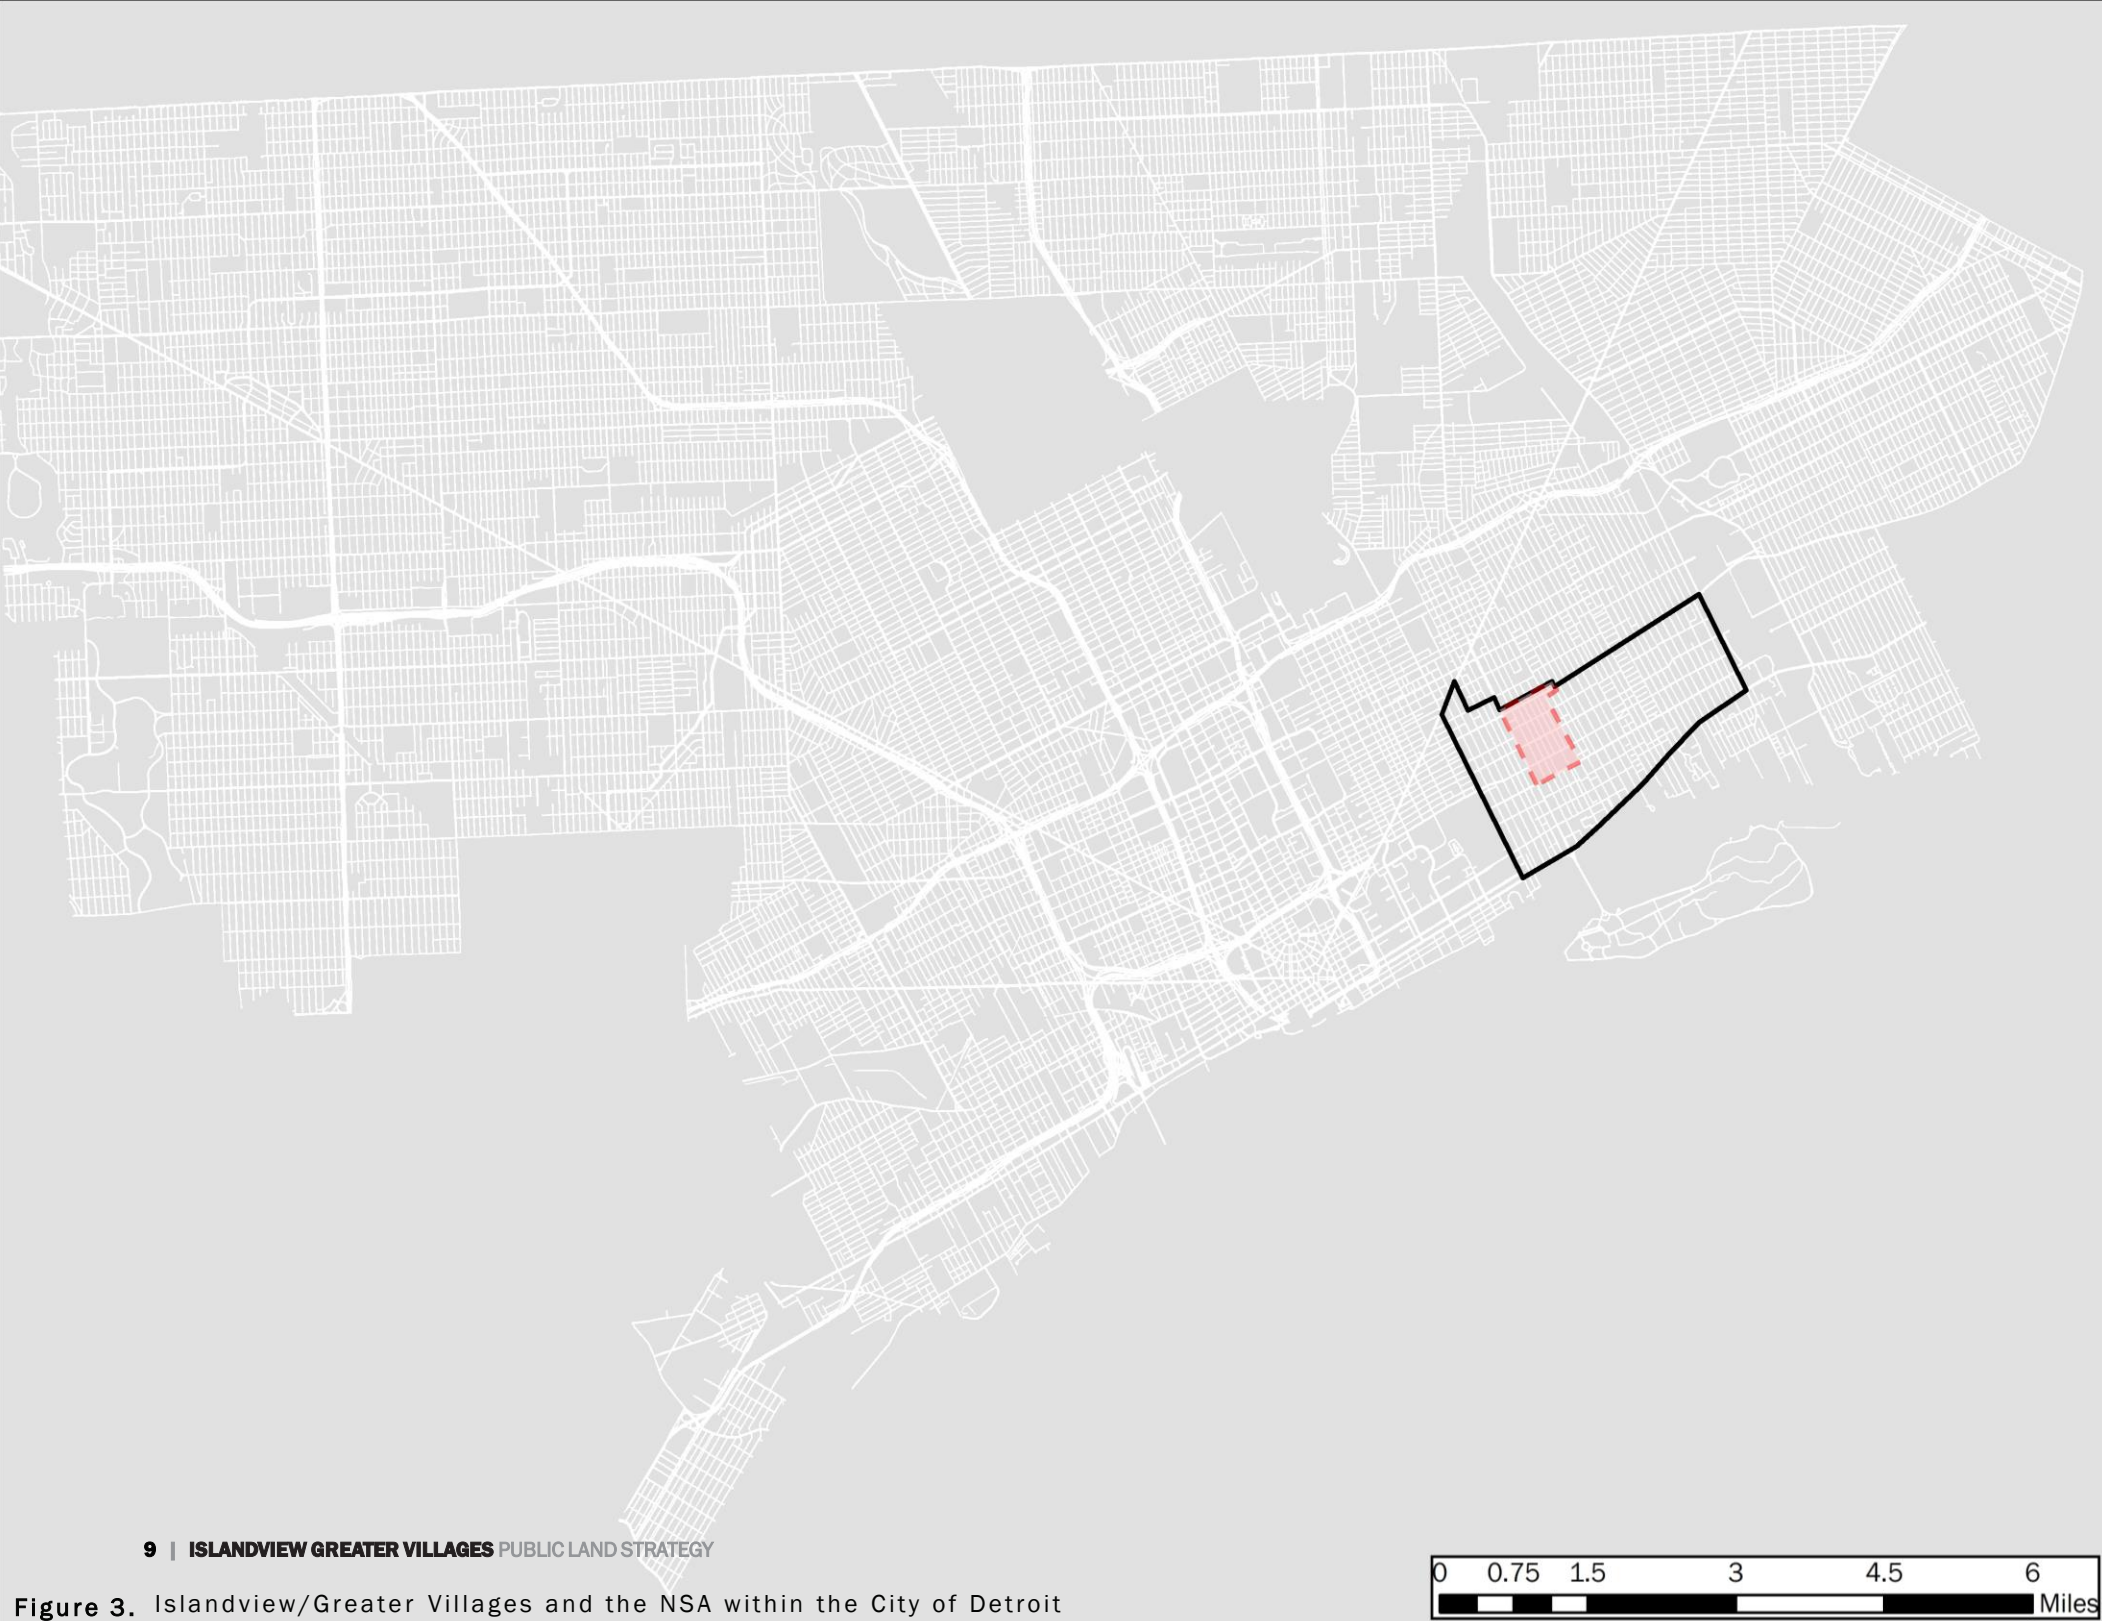 9 | ISLANDVIEW GREATER VILLAGES PUBLIC LAND STRATEGY
Figure 3. Islandview/Greater Villages and the NSA within the City of Detroit
0 0.75 1.5 3 4.5 6
Miles